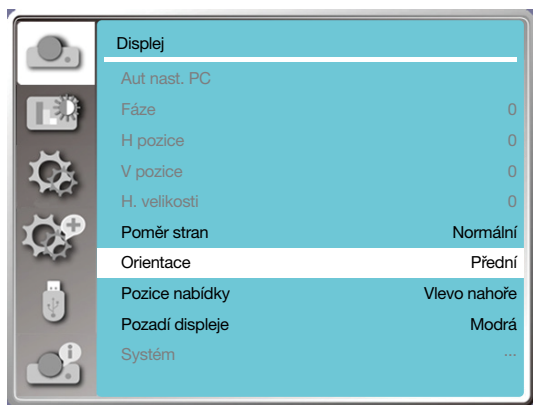 Displej
Aut nast. PC
Fáze 0
H pozice 0
V pozice 0
H. velikosti 0
Poměr stran Normální
Orientace Přední
Pozice nabídky Vlevo nahoře
Pozadí displeje Modrá
Systém ...